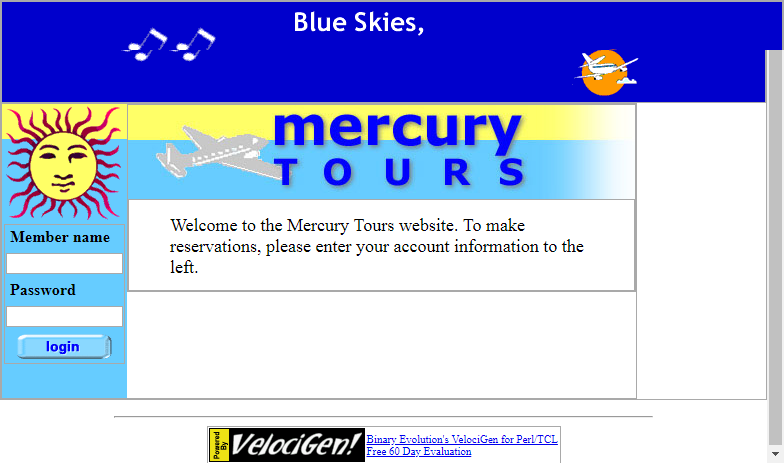 Blue Skies,
mercury
TOURS
Welcome to the Mercury Tours website. To make
reservations, please enter your account information to the
left.
Member name
Password
login
Powered By
VelociGen!
Binary Evolution's VelociGen for Perl/TCL
Free 60 Day Evaluation